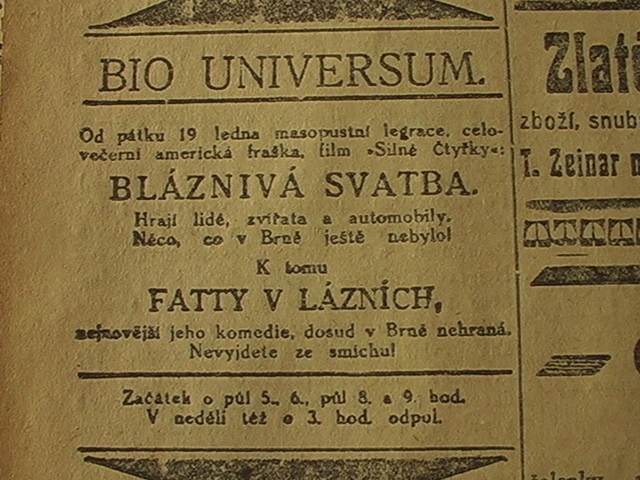 BIO UNIVERSUM.
Od pátku 19 ledna masopustní legrace, celo-
večerní americká fraška, film »Silné Čtyřky«:
BLÁZNIVÁ SVATBA.
Hrají lidé, zvířata a automobily.
Něco, co v Brně ještě nebylo!
K tomu
FATTY V LÁZNÍCH,
nejnovější jeho komedie, dosud v Brně nehraná.
Nevyjdete ze smíchu!
Začátek o půl 5., 6., půl 8. a 9. hod.
V neděli též o 3. hod. odpol.
Zlaté
zboží, snub
T. Zeinar